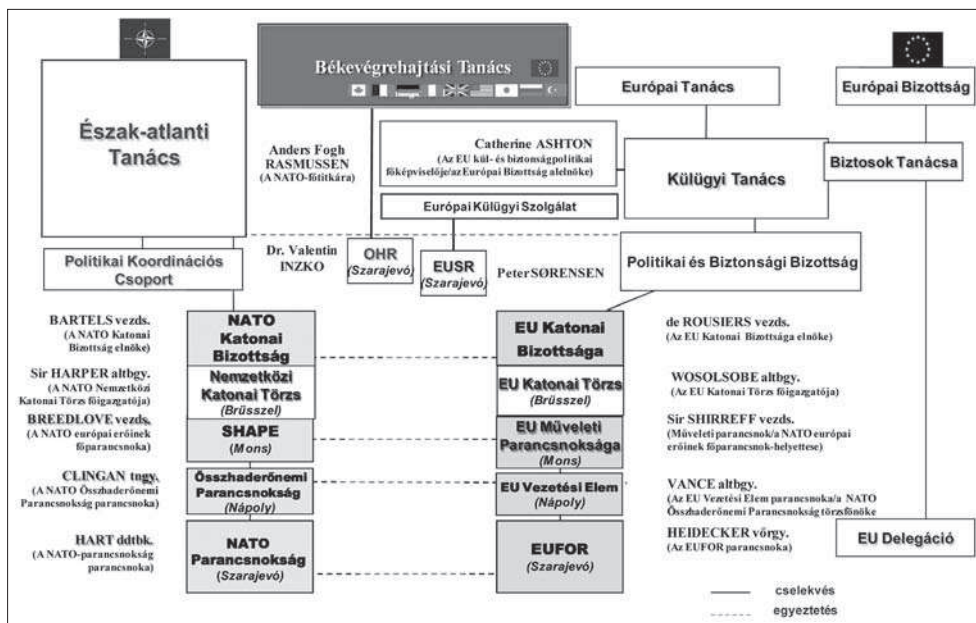 Békevégrehajtási Tanács
Európai Tanács
Európai Bizottság
Észak-atlanti
Tanács
Anders Fogh
RASMUSSEN
(A NATO-főtitkára)
Catherine ASHTON
(Az EU kül- és biztonságpolitikai
főképviselője/az Európai Bizottság alelnöke)
Külügyi Tanács
Biztosok Tanácsa
Európai Külügyi Szolgálat
Politikai Koordinációs
Csoport
Dr. Valentin
INZKO
OHR
(Szarajevó)
EUSR
(Szarajevó)
Peter SØRENSEN
Politikai és Biztonsági Bizottság
BARTELS vezds.
(A NATO Katonai
Bizottság elnöke)
NATO
Katonai
Bizottság
EU Katonai
Bizottsága
de ROUSIERS vezds.
(Az EU Katonai Bizottsága elnöke)
Sir HARPER altbgy.
(A NATO Nemzetközi
Katonai Törzs főigazgatója)
Nemzetközi
Katonai Törzs
(Brüsszel)
EU Katonai Törzs
(Brüsszel)
WOSOLSOBE altbgy.
(Az EU Katonai Törzs főigazgatója)
BREEDLOVE vezds.
(A NATO európai erőinek
főparancsnoka)
SHAPE
(Mons)
EU Műveleti
Parancsnoksága
(Mons)
Sir SHIRREFF vezds.
(Műveleti parancsnok/a NATO európai
erőinek főparancsnok-helyettese)
CLINGAN tngy.
(A NATO Összhaderőnemi
Parancsnokság parancsnoka)
Összhaderőnemi
Parancsnokság
(Nápoly)
EU Vezetési Elem
(Nápoly)
VANCE altbgy.
(Az EU Vezetési Elem parancsnoka/a NATO
Összhaderőnemi Parancsnokság törzsfőnöke
HART ddtbk.
(A NATO-parancsnokság
parancsnoka)
NATO
Parancsnokság
(Szarajevó)
EUFOR
(Szarajevó)
HEIDECKER vőrgy.
(Az EUFOR parancsnoka)
EU Delegáció
cselekvés
egyeztetés